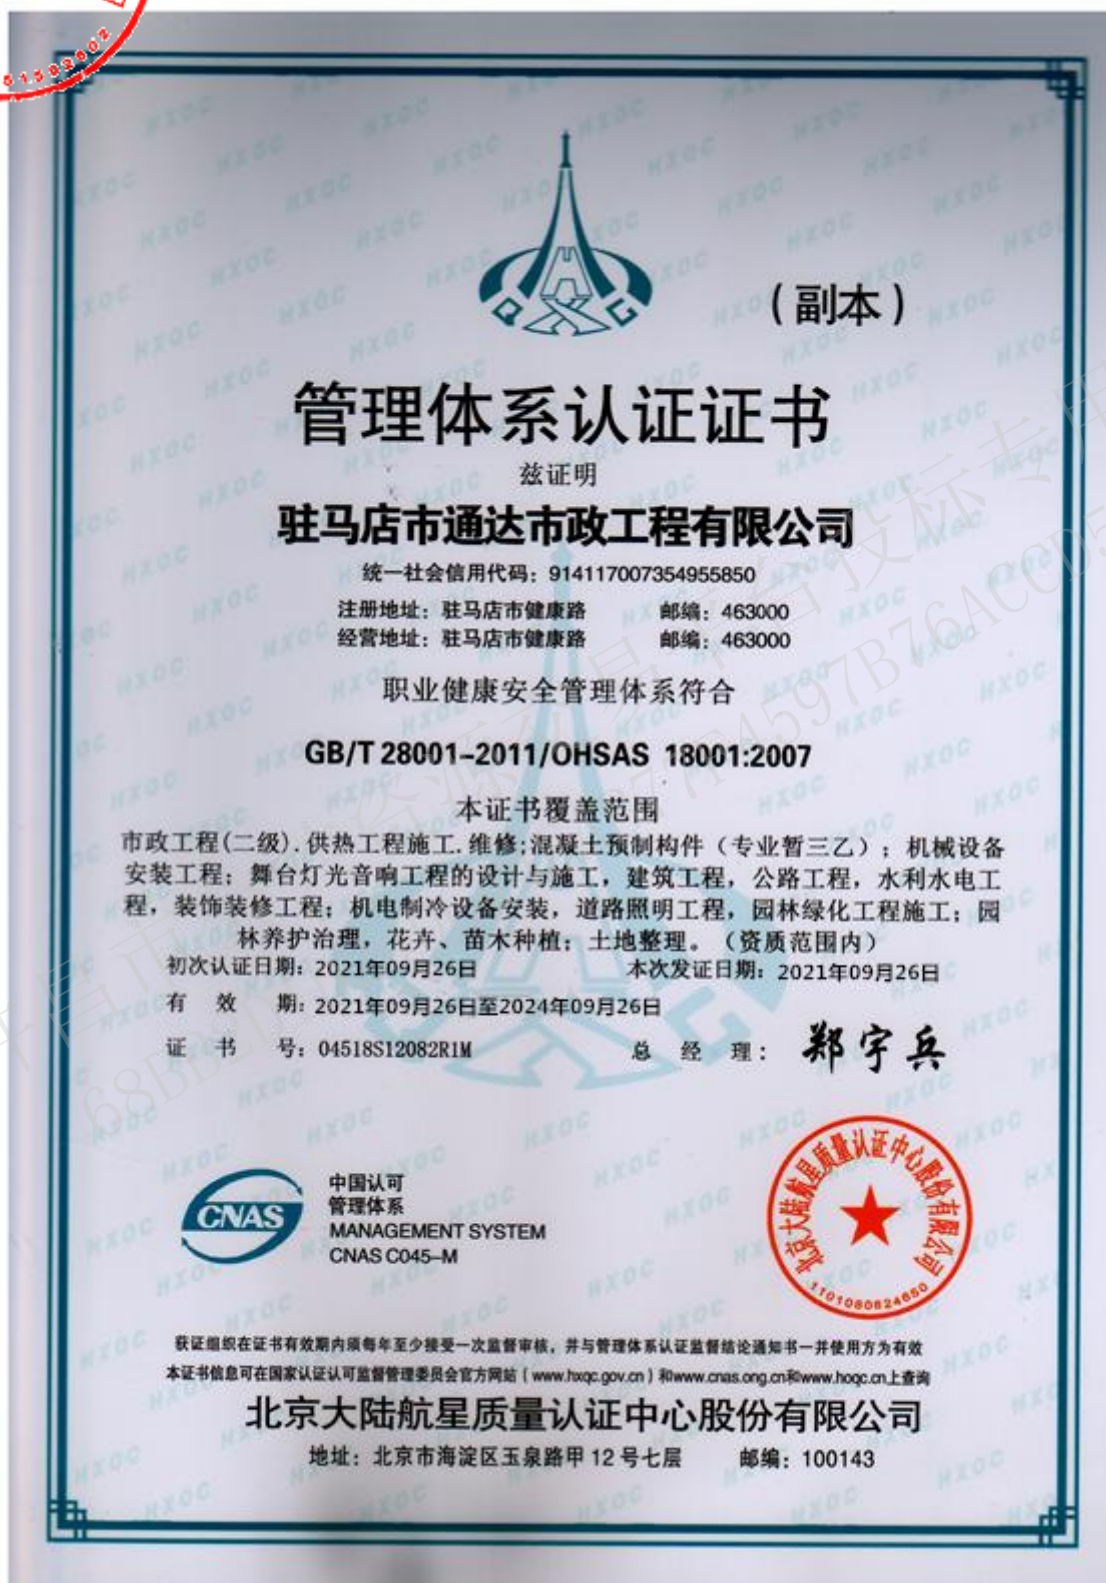 （副本）
管理体系认证证书
兹证明
驻马店市通达市政工程有限公司
统一社会信用代码：914117007354955850
注册地址：驻马店市健康路 邮编：463000
经营地址：驻马店市健康路 邮编：463000
职业健康安全管理体系符合
GB/T 28001-2011/OHSAS 18001:2007
本证书覆盖范围
市政工程(二级).供热工程施工.维修;混凝土预制构件（专业暂三乙）；机械设备
安装工程；舞台灯光音响工程的设计与施工，建筑工程，公路工程，水利水电工
程，装饰装修工程；机电制冷设备安装，道路照明工程，园林绿化工程施工；园
林养护治理，花卉、苗木种植；土地整理。（资质范围内）
初次认证日期：2021年09月26日 本次发证日期：2021年09月26日
有效期：2021年09月26日至2024年09月26日
证书号：04518S12082R1M 总经理：郑宇兵
CNAS
中国认可
管理体系
MANAGEMENT SYSTEM
CNAS C045-M
北京大陆航星质量认证中心股份有限公司
1101080624650
获证组织在证书有效期内须每年至少接受一次监督审核，并与管理体系认证监督结论通知书一并使用方为有效
本证书信息可在国家认证认可监督管理委员会官方网站（www.hxqc.gov.cn）和www.cnas.ong.cn和www.hoqc.cn上查询
北京大陆航星质量认证中心股份有限公司
地址：北京市海淀区玉泉路甲12号七层 邮编：100143